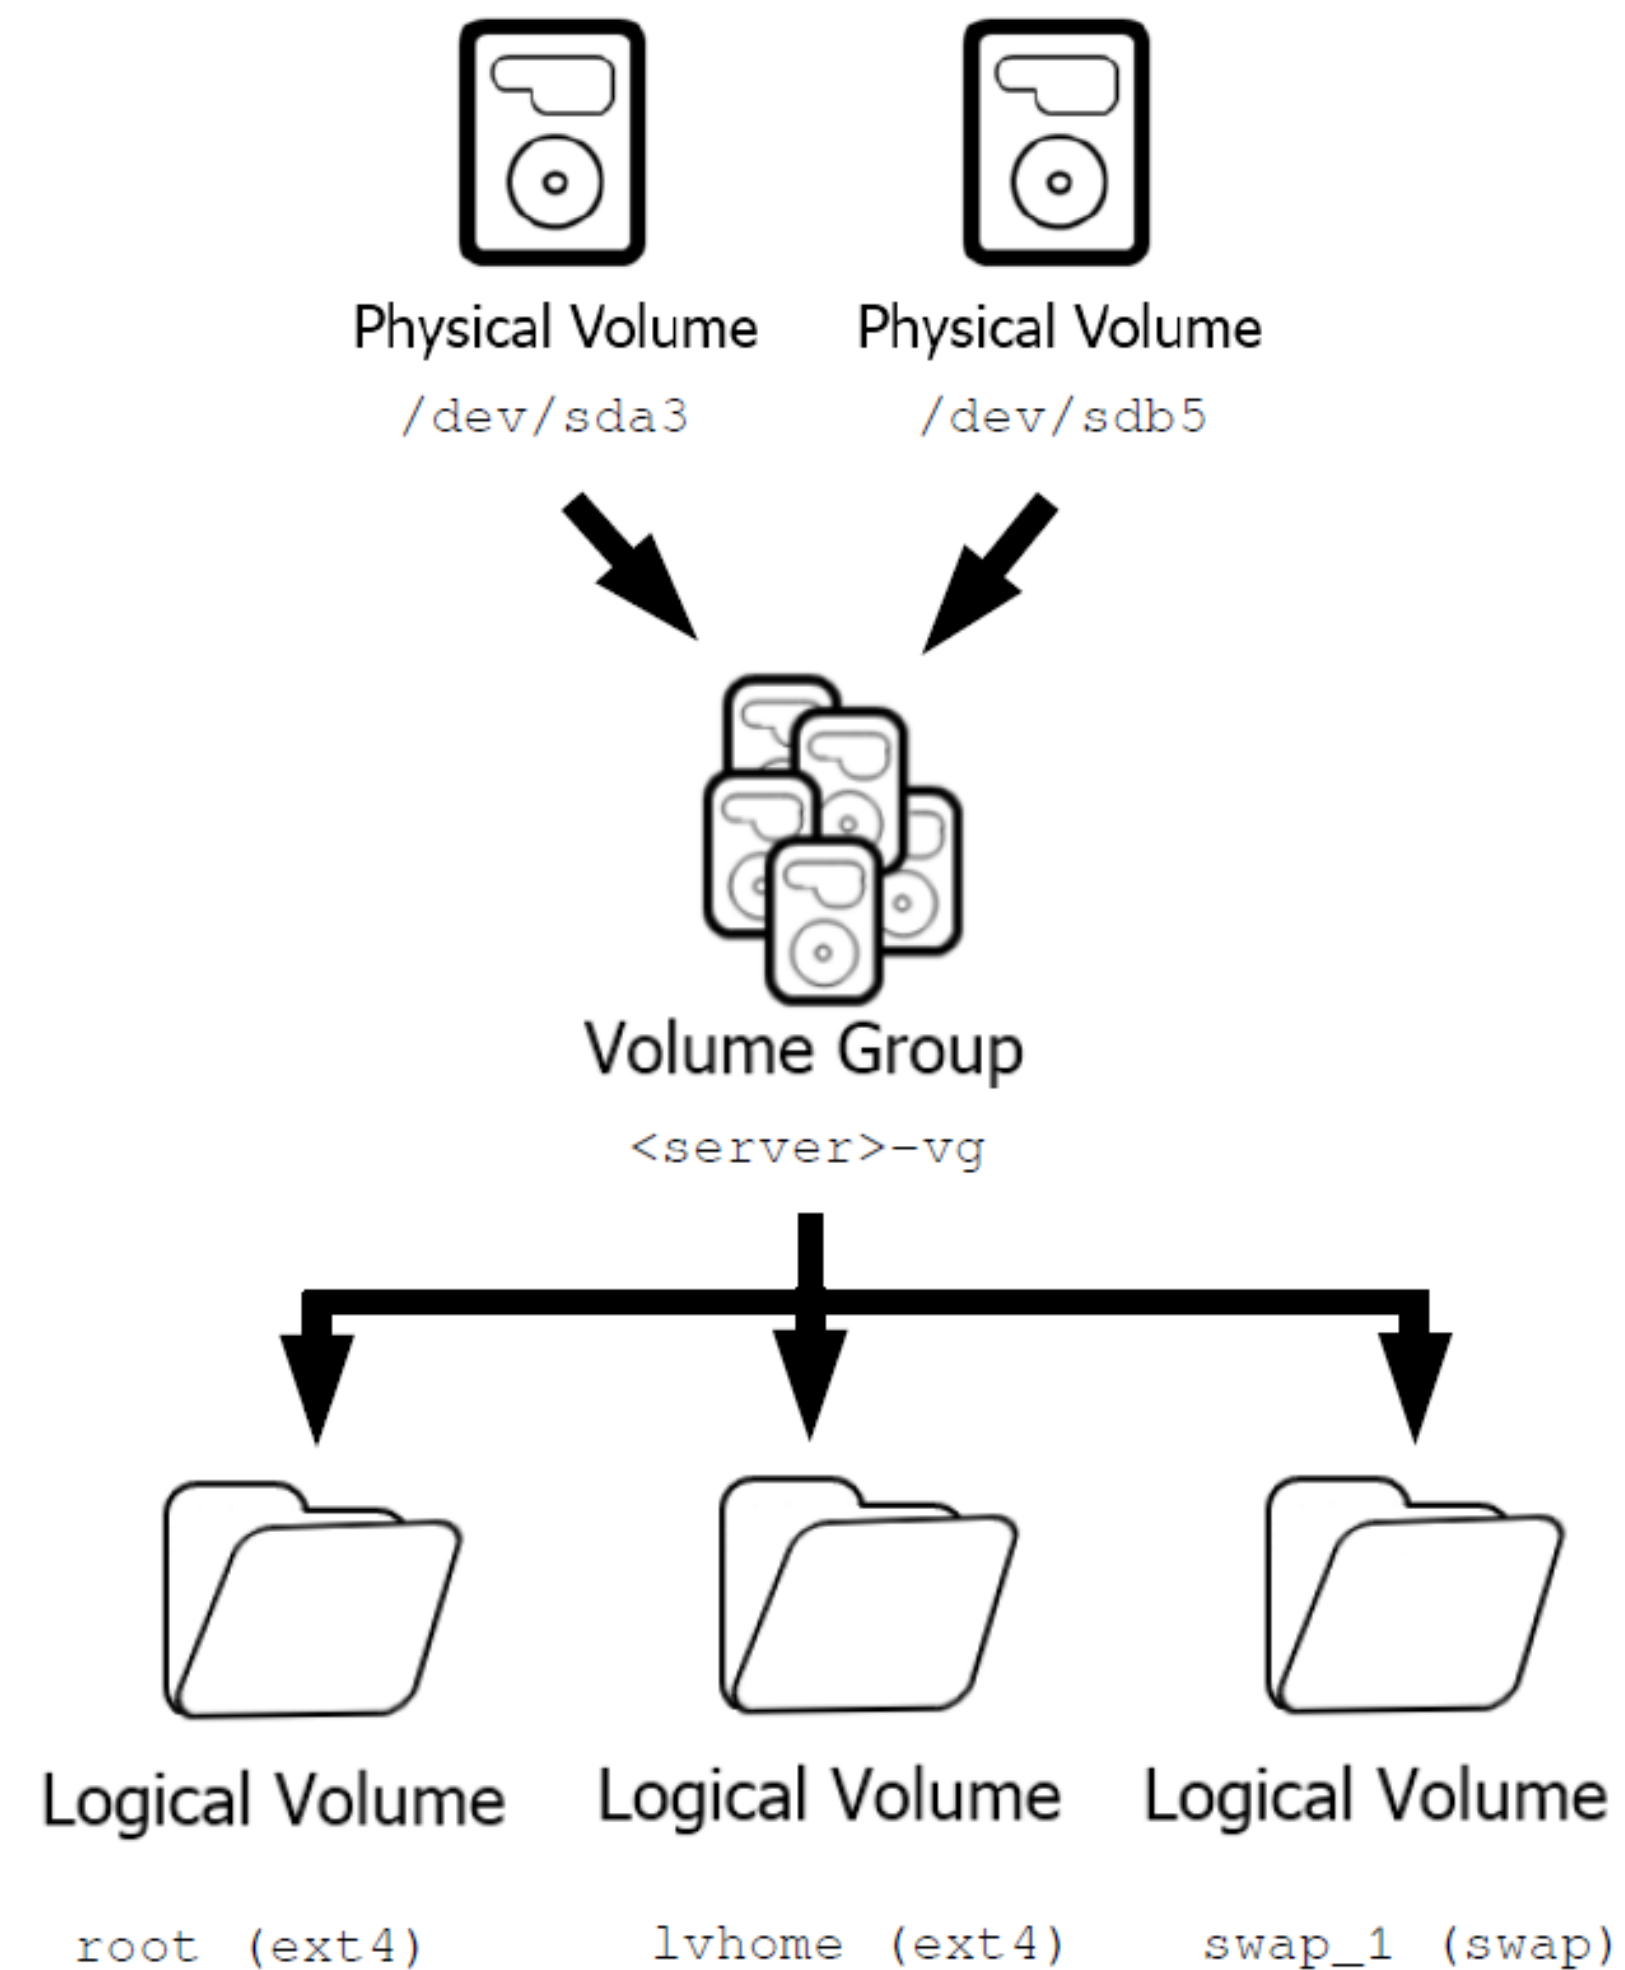 Physical Volume Physical Volume
/dev/sda3 /dev/sdb5
Volume Group
<server>-vg
Logical Volume Logical Volume Logical Volume
root (ext4) lvhome (ext4) swap_1 (swap)